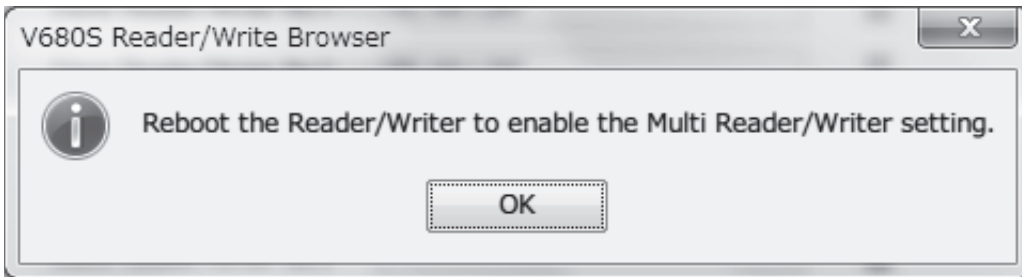 V680S Reader/Write Browser
Reboot the Reader/Writer to enable the Multi Reader/Writer setting.
OK